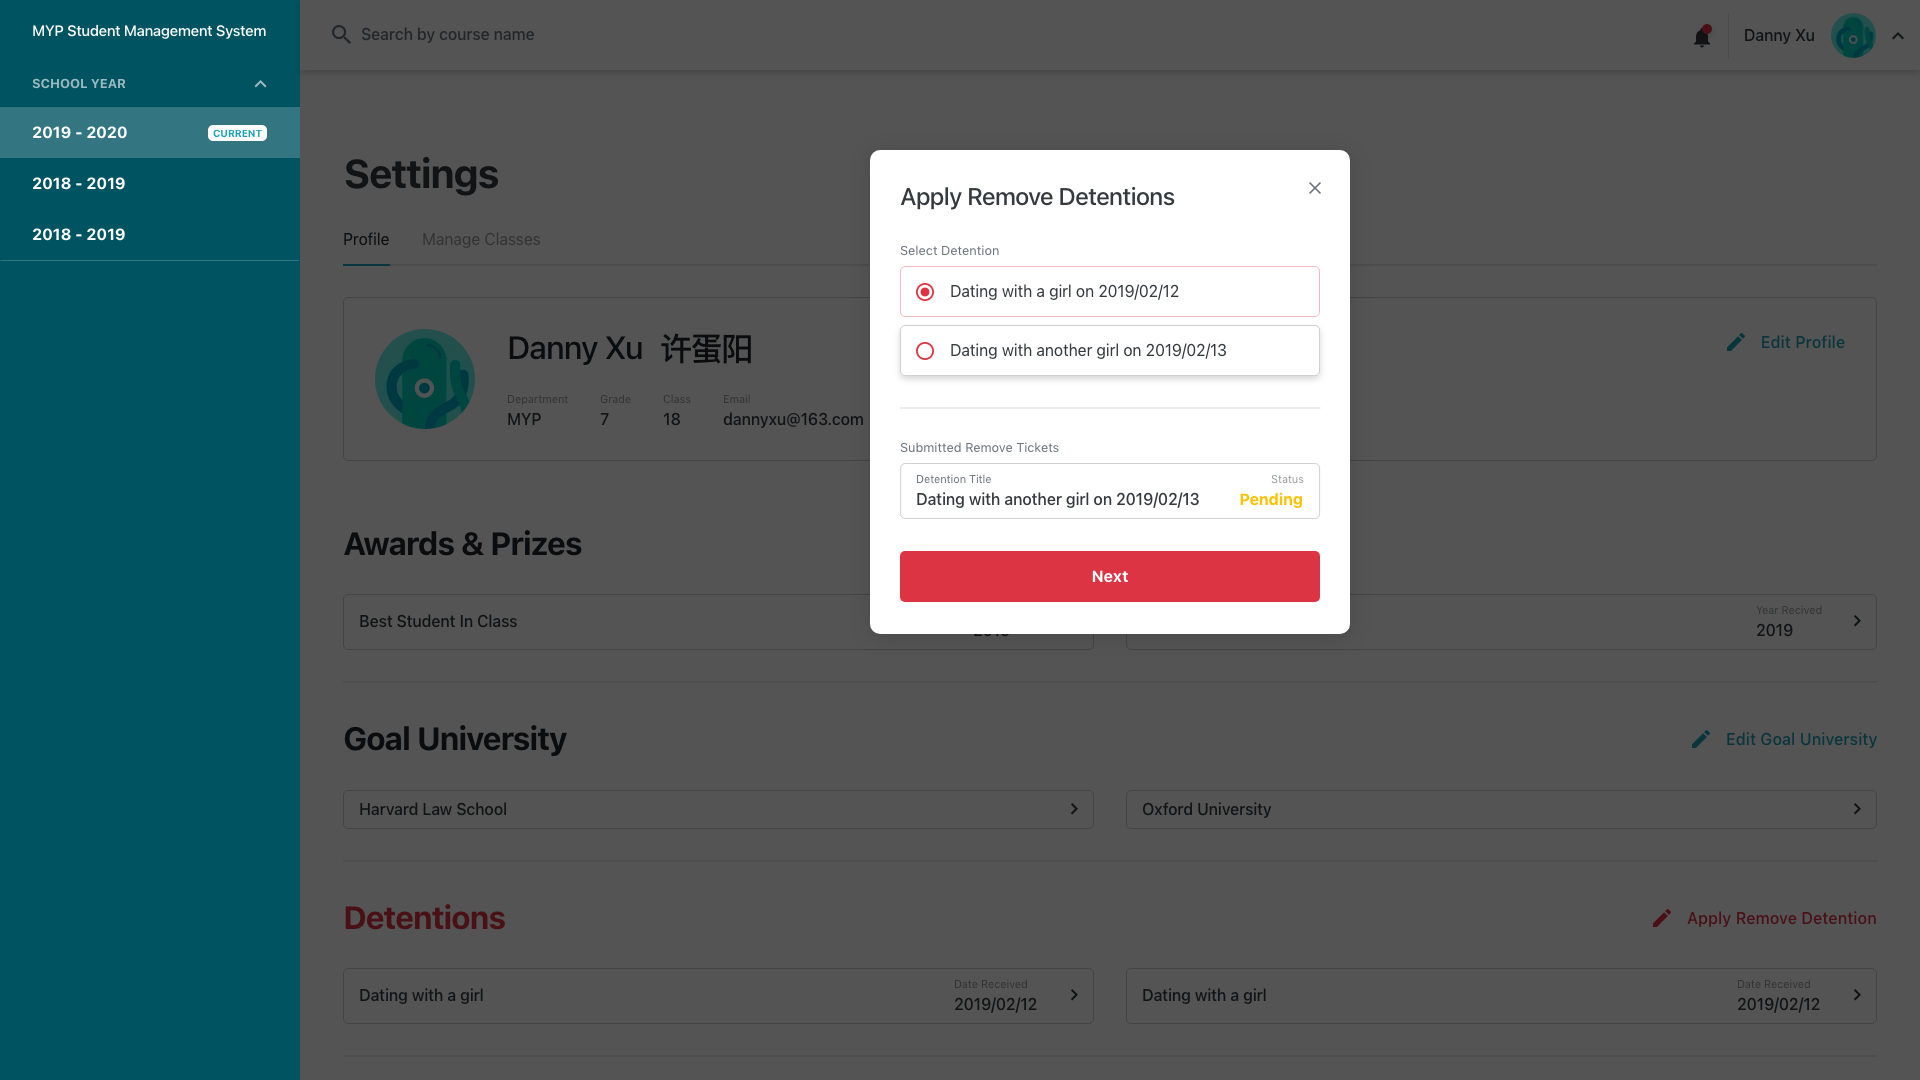 MYP Student Management System
SCHOOL YEAR
2019 - 2020
CURRENT
2018 - 2019
2018 - 2019
Search by course name
Danny Xu
Settings
Profile
Manage Classes
Danny Xu 许蛋阳
Department
MYP
Grade
7
Class
18
Email
dannyxu@163.com
Edit Profile
Apply Remove Detentions
Select Detention
Dating with a girl on 2019/02/12
Dating with another girl on 2019/02/13
Submitted Remove Tickets
Detention Title
Status
Dating with another girl on 2019/02/13
Pending
Next
Awards & Prizes
Best Student In Class
Year Recived
2019
Goal University
Edit Goal University
Harvard Law School
Oxford University
Detentions
Apply Remove Detention
Dating with a girl
Date Received
2019/02/12
Dating with a girl
Date Received
2019/02/12